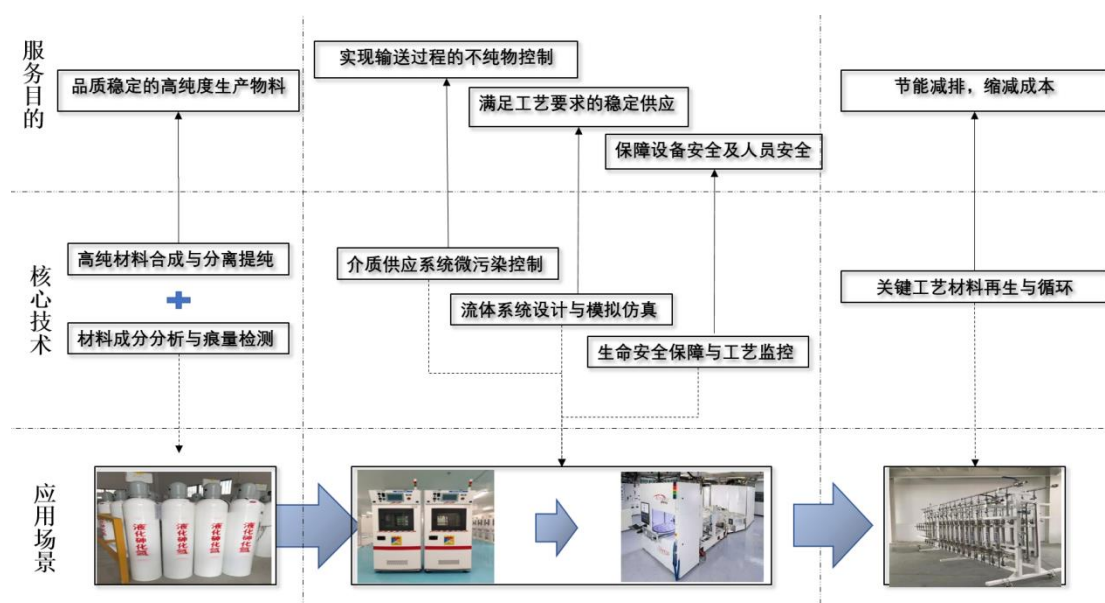 服务目的
品质稳定的高纯度生产物料
实现输送过程的不纯物控制
满足工艺要求的稳定供应
保障设备安全及人员安全
节能减排，缩减成本
核心技术
高纯材料合成与分离提纯
材料成分分析与痕量检测
介质供应系统微污染控制
流体系统设计与模拟仿真
生命安全保障与工艺监控
关键工艺材料再生与循环
应用场景
液化砷化氢
液化砷化氢
液化砷化氢
液化砷化氢